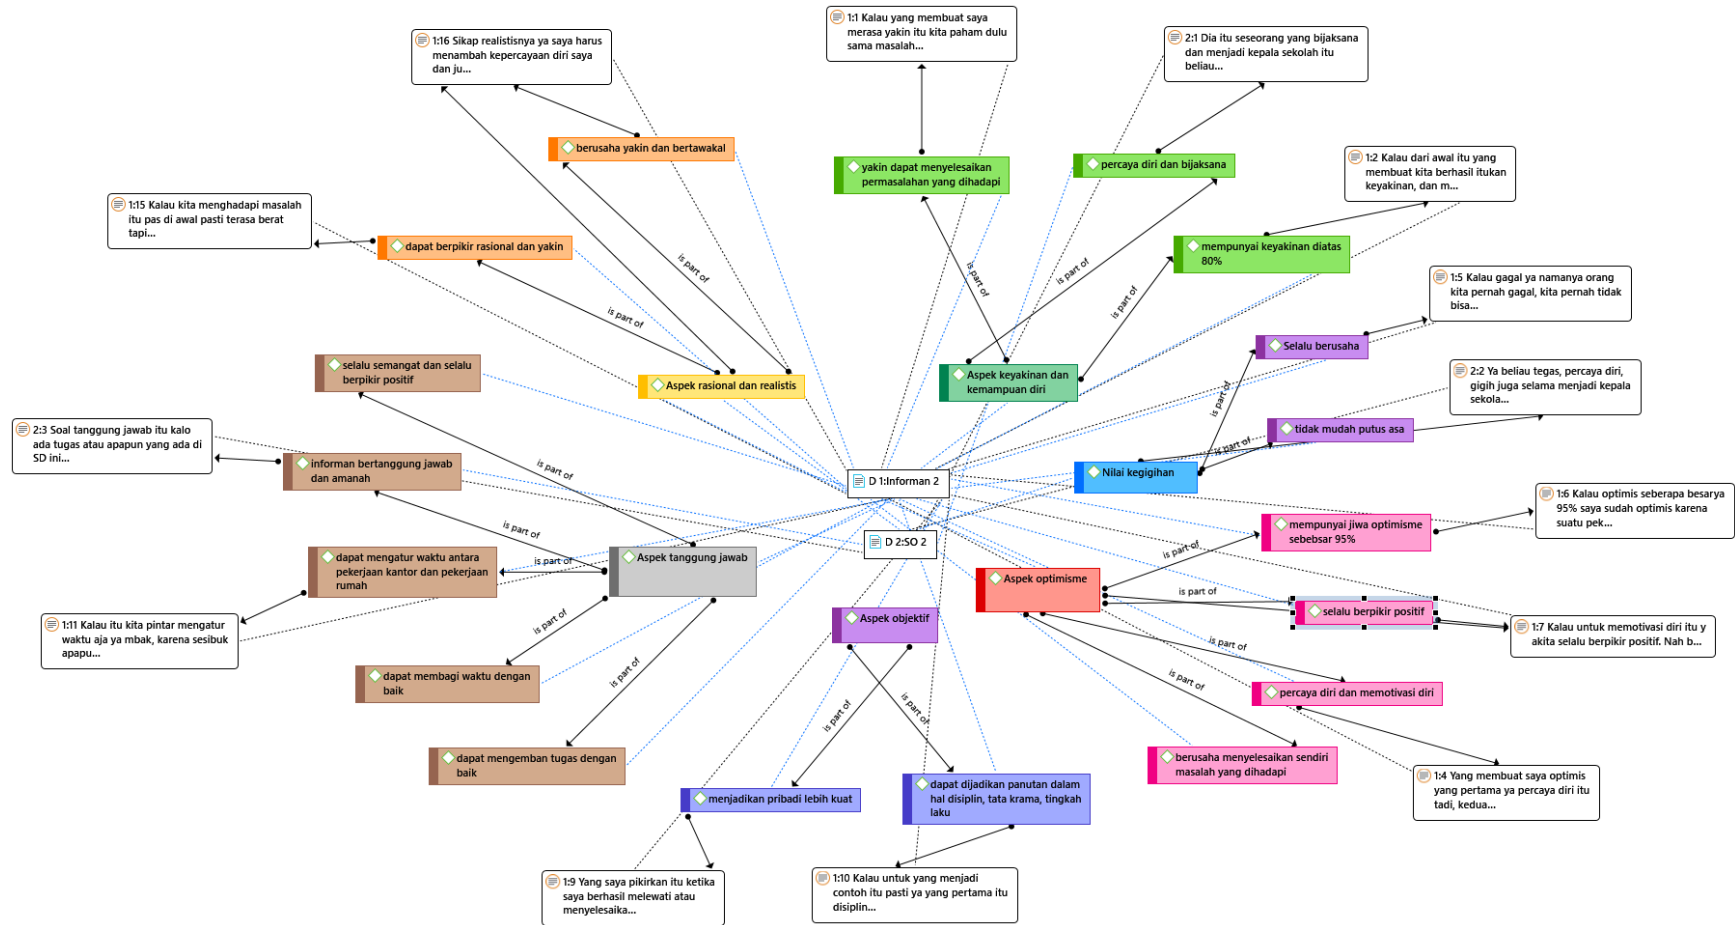 1:1 Kalau yang membuat saya
merasa yakin itu kita paham dulu
sama masalah...
1:16 Sikap realistisnya ya saya harus
menambah kepercayaan diri saya
dan ju...
2:1 Dia itu seseorang yang bijaksana
dan menjadi kepala sekolah itu
beliau...
berusaha yakin dan bertawakal
yakin dapat menyelesaikan
permasalahan yang dihadapi
percaya diri dan bijaksana
1:2 Kalau dari awal itu yang
membuat kita berhasil itukan
keyakinan, dan m...
1:15 Kalau kita menghadapi masalah
itu pas di awal pasti terasa berat
tapi...
dapat berpikir rasional dan yakin
mempunyai keyakinan diatas
80%
is part of
is part of
is part of
is part of
is part of
1:5 Kalau gagal ya namanya orang
kita pernah gagal, kita pernah tidak
bisa...
Selalu berusaha
selalu semangat dan selalu
berpikir positif
Aspek rasional dan realistis
Aspek keyakinan dan
kemampuan diri
2:2 Ya beliau tegas, percaya diri,
gigih juga selama menjadi kepala
sekola...
is part of
2:3 Soal tanggung jawab itu kalo
ada tugas atau apapun yang ada di
SD ini...
tidak mudah putus asa
is part of
informan bertanggung jawab
dan amanah
is part of
D 1:Informan 2
Nilai kegigihan
1:6 Kalau optimis seberapa besarya
95% saya sudah optimis karena
suatu pek...
mempunyai jiwa optimisme
sebebsar 95%
is part of
D 2:SO 2
is part of
dapat mengatur waktu antara
pekerjaan kantor dan pekerjaan
rumah
is part of
Aspek tanggung jawab
Aspek optimisme
is part of
selalu berpikir positif
1:11 Kalau itu kita pintar mengatur
waktu aja ya mbak, karena sesibuk
apapu...
is part of
Aspek objektif
1:7 Kalau untuk memotivasi diri itu y
akita selalu berpikir positif. Nah b...
is part of
dapat membagi waktu dengan
baik
is part of
is part of
percaya diri dan memotivasi diri
is part of
is part of
dapat mengemban tugas dengan
baik
berusaha menyelesaikan sendiri
masalah yang dihadapi
menjadikan pribadi lebih kuat
dapat dijadikan panutan dalam
hal disiplin, tata krama, tingkah
laku
1:4 Yang membuat saya optimis
yang pertama ya percaya diri itu
tadi, kedua...
1:9 Yang saya pikirkan itu ketika
saya berhasil melewati atau
menyelesaika...
1:10 Kalau untuk yang menjadi
contoh itu pasti ya yang pertama itu
disiplin...